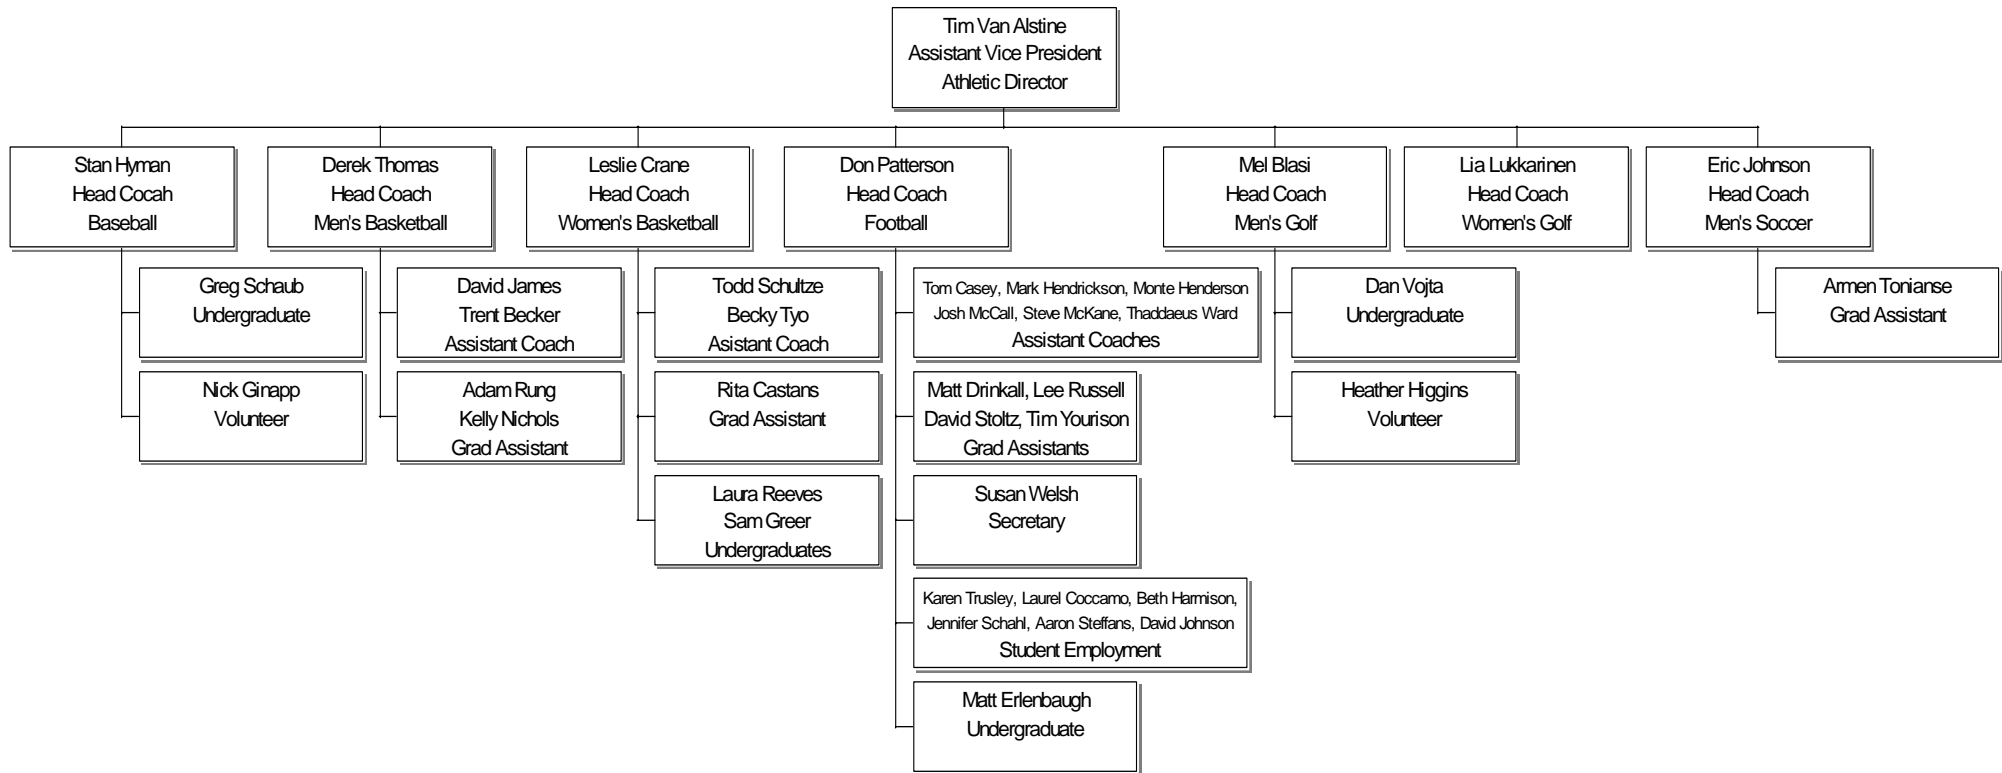 Tim Van Alstine
Assistant Vice President
Athletic Director
Stan Hyman
Head Cocah
Baseball
Derek Thomas
Head Coach
Men's Basketball
Leslie Crane
Head Coach
Women's Basketball
Don Patterson
Head Coach
Football
Mel Blasi
Head Coach
Men's Golf
Lia Lukkarinen
Head Coach
Women's Golf
Eric Johnson
Head Coach
Men's Soccer
Greg Schaub
Undergraduate
Nick Ginapp
Volunteer
David James
Trent Becker
Assistant Coach
Adam Rung
Kelly Nichols
Grad Assistant
Todd Schultze
Becky Tyo
Asistant Coach
Rita Castans
Grad Assistant
Laura Reeves
Sam Greer
Undergraduates
Tom Casey, Mark Hendrickson, Monte Henderson
Josh McCall, Steve McKane, Thaddaeus Ward
Assistant Coaches
Matt Drinkall, Lee Russell
David Stoltz, Tim Yourison
Grad Assistants
Susan Welsh
Secretary
Karen Trusley, Laurel Coccamo, Beth Harmison,
Jennifer Schahl, Aaron Steffans, David Johnson
Student Employment
Matt Erlenbaugh
Undergraduate
Dan Vojta
Undergraduate
Heather Higgins
Volunteer
Armen Tonianse
Grad Assistant